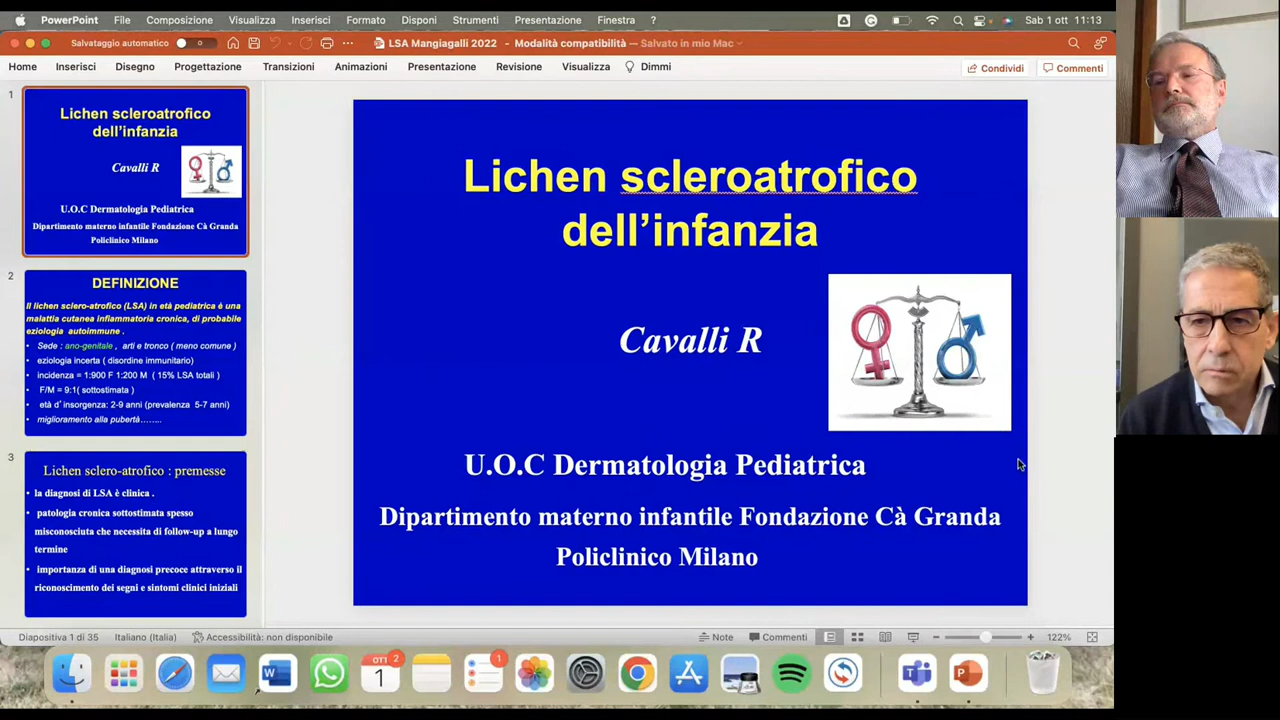 PowerPoint File Composizione Visualizza Inserisci Formato Disponi Strumenti Presentazione Finestra ? Sab 1 ott 11:13
Salvataggio automatico LSA Mangiagalli 2022 - Modalità compatibilità — Salvato in mio Mac
Home Inserisci Disegno Progettazione Transizioni Animazioni Presentazione Revisione Visualizza Dimmi Condividi Commenti
1
Lichen scleroatrofico
dell'infanzia
Cavalli R
U.O.C Dermatologia Pediatrica
Dipartimento materno infantile Fondazione Cà Granda
Policlinico Milano
2
DEFINIZIONE
Il lichen sclero-atrofico (LSA) in età pediatrica è una
malattia cutanea infiammatoria cronica, di probabile
eziologia autoimmune .
• Sede : ano-genitale , arti e tronco ( meno comune )
• eziologia incerta ( disordine immunitario)
• incidenza = 1:900 F 1:200 M ( 15% LSA totali )
• F/M = 9:1( sottostimata )
• età d'insorgenza: 2-9 anni (prevalenza 5-7 anni)
• miglioramento alla pubertà........
3
Lichen sclero-atrofico : premesse
• la diagnosi di LSA è clinica .
• patologia cronica sottostimata spesso
misconosciuta che necessita di follow-up a lungo
termine
• importanza di una diagnosi precoce attraverso il
riconoscimento dei segni e sintomi clinici iniziali
Lichen scleroatrofico
dell'infanzia
Cavalli R
U.O.C Dermatologia Pediatrica
Dipartimento materno infantile Fondazione Cà Granda
Policlinico Milano
Diapositiva 1 di 35 Italiano (Italia) Accessibilità: non disponibile Note Commenti 122%
OTT 2
1
1